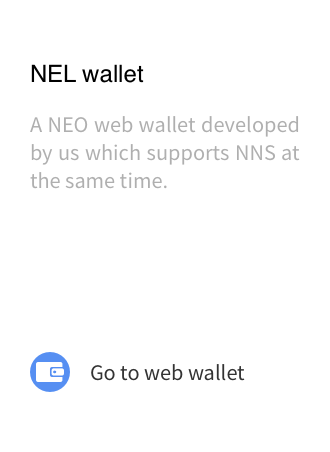 NEL wallet
A NEO web wallet developed
by us which supports NNS at
the same time.
Go to web wallet